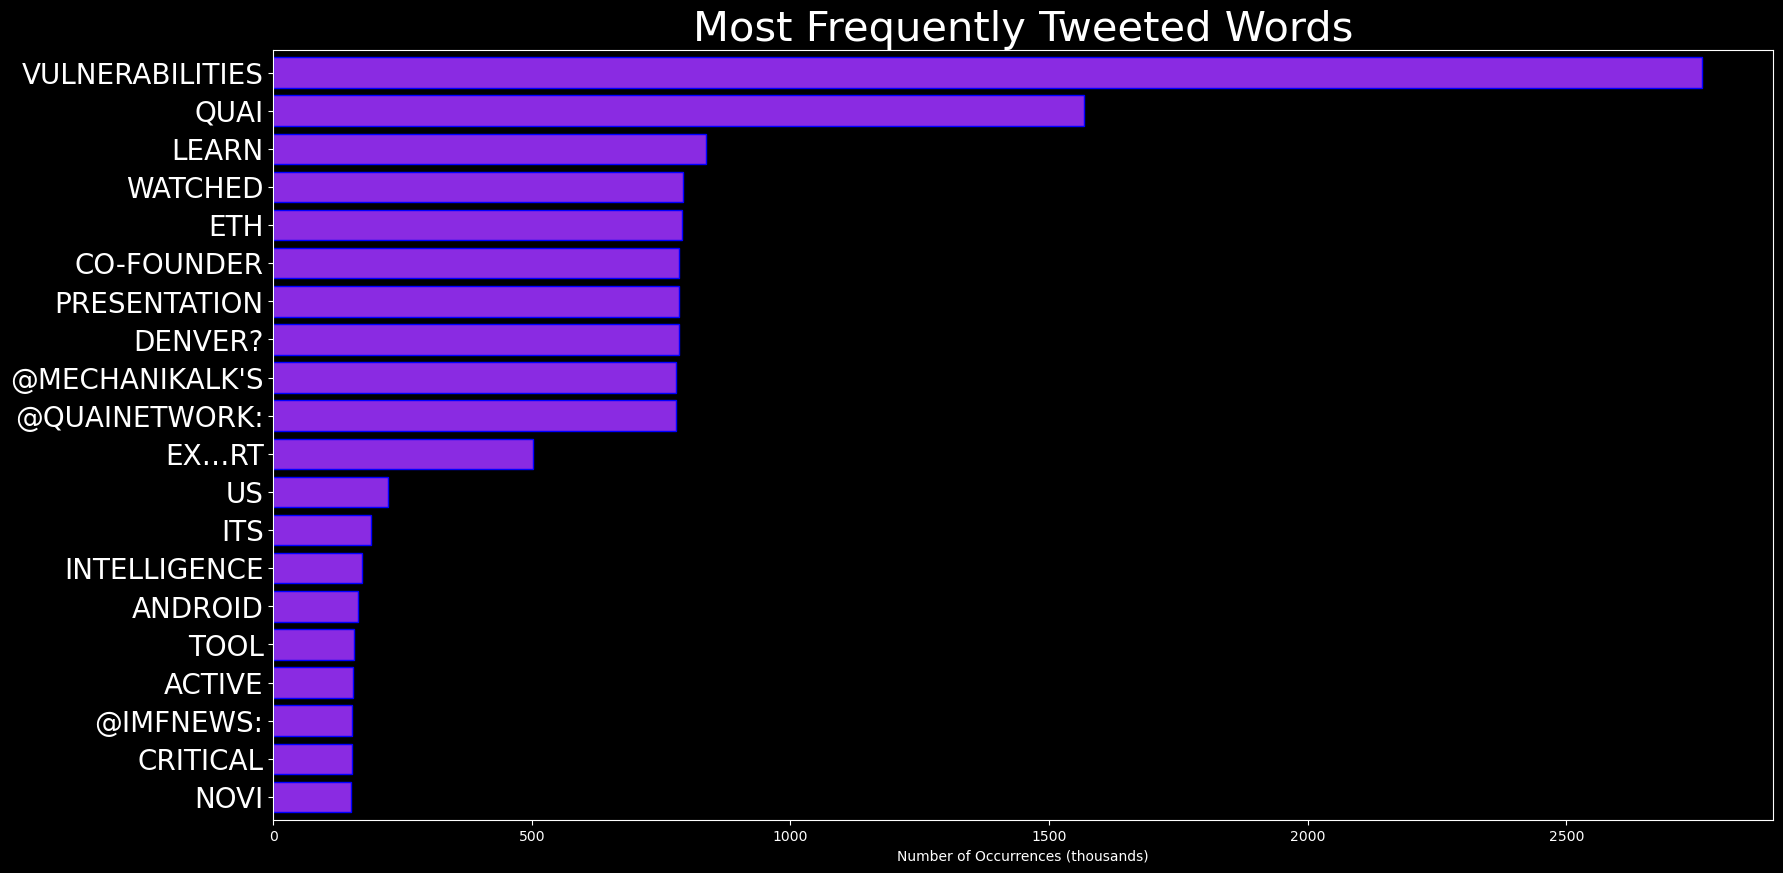 Most Frequently Tweeted Words
VULNERABILITIES
QUAI
LEARN
WATCHED
ETH
CO-FOUNDER
PRESENTATION
DENVER?
@MECHANIKALK'S
@QUAINETWORK:
EX…RT
US
ITS
INTELLIGENCE
ANDROID
TOOL
ACTIVE
@IMFNEWS:
CRITICAL
NOVI
0 500 1000 1500 2000 2500
Number of Occurrences (thousands)